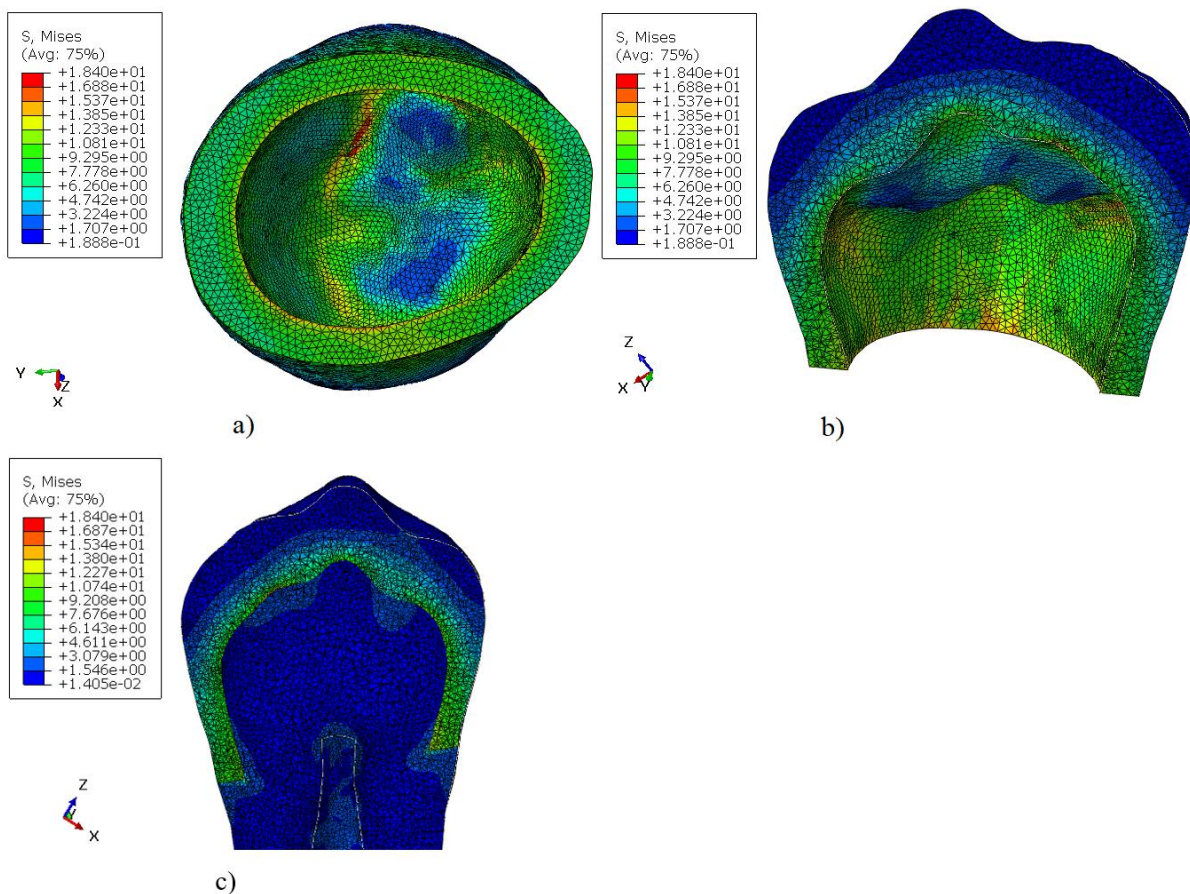 S, Mises
(Avg: 75%)
+1.840e+01
+1.688e+01
+1.537e+01
+1.385e+01
+1.233e+01
+1.081e+01
+9.295e+00
+7.778e+00
+6.260e+00
+4.742e+00
+3.224e+00
+1.707e+00
+1.888e-01
Y
Z
X
a)
S, Mises
(Avg: 75%)
+1.840e+01
+1.688e+01
+1.537e+01
+1.385e+01
+1.233e+01
+1.081e+01
+9.295e+00
+7.778e+00
+6.260e+00
+4.742e+00
+3.224e+00
+1.707e+00
+1.888e-01
Z
X
Y
b)
S, Mises
(Avg: 75%)
+1.840e+01
+1.687e+01
+1.534e+01
+1.380e+01
+1.227e+01
+1.074e+01
+9.208e+00
+7.676e+00
+6.143e+00
+4.611e+00
+3.079e+00
+1.546e+00
+1.405e-02
Z
Y
X
c)